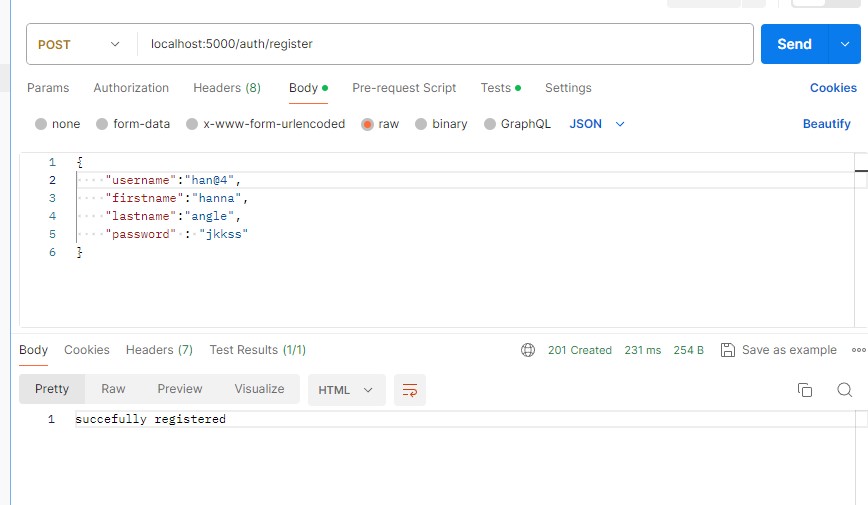 POST localhost:5000/auth/register Send
Params Authorization Headers (8) Body Pre-request Script Tests Settings Cookies
none form-data x-www-form-urlencoded raw binary GraphQL JSON Beautify
1 {
2 ····"username":"han@4",
3 ····"firstname":"hanna",
4 ····"lastname":"angle",
5 ····"password"·:·"jkkss"
6 }
Body Cookies Headers (7) Test Results (1/1) 201 Created 231 ms 254 B Save as example
Pretty Raw Preview Visualize HTML
1 succefully registered